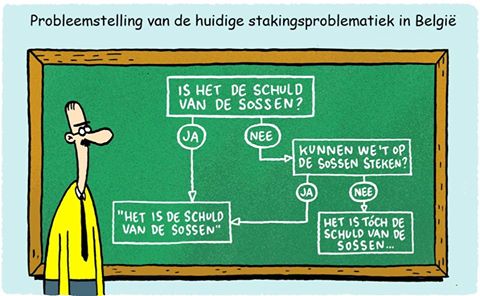 Probleemstelling van de huidige stakingsproblematiek in België
IS HET DE SCHULD
VAN DE SOSSEN?
JA
NEE
KUNNEN WE'T OP
DE SOSSEN STEKEN?
JA
NEE
"HET IS DE SCHULD
VAN DE SOSSEN"
HET IS TÓCH DE
SCHULD VAN DE
SOSSEN...